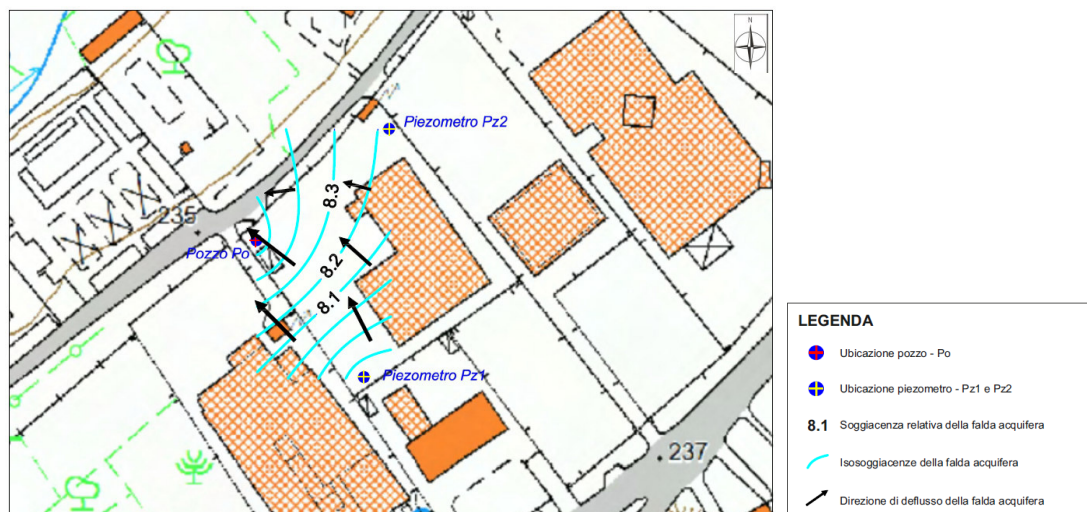 N
Piezometro Pz2
8.3
235
Pozzo Po
8.2
8.1
Piezometro Pz1
237
LEGENDA
Ubicazione pozzo - Po
Ubicazione piezometro - Pz1 e Pz2
8.1 Soggiacenza relativa della falda acquifera
Isosoggiacenze della falda acquifera
Direzione di deflusso della falda acquifera